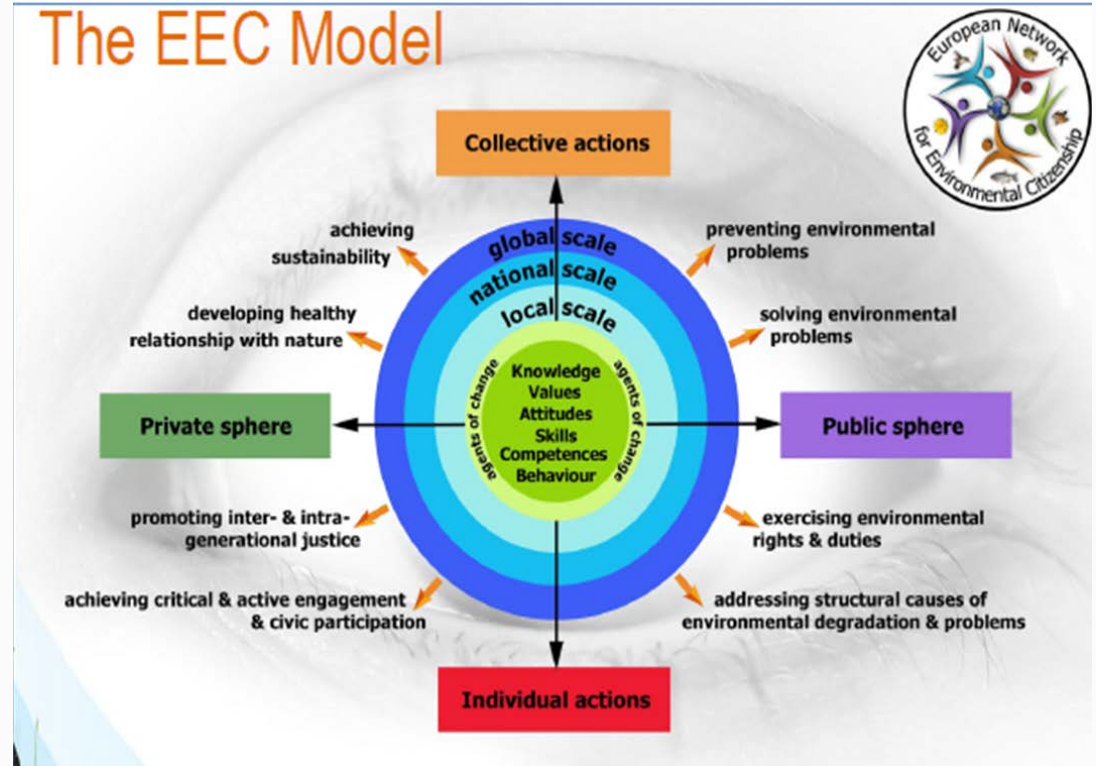 The EEC Model
European Network
for Environmental Citizenship
Collective actions
achieving
sustainability
global scale
preventing environmental
problems
national scale
developing healthy
relationship with nature
local scale
solving environmental
problems
agents of change
Knowledge
Values
Attitudes
Skills
Competences
Behaviour
agents of change
Private sphere
Public sphere
promoting inter- & intra-
generational justice
exercising environmental
rights & duties
achieving critical & active engagement
& civic participation
addressing structural causes of
environmental degradation & problems
Individual actions